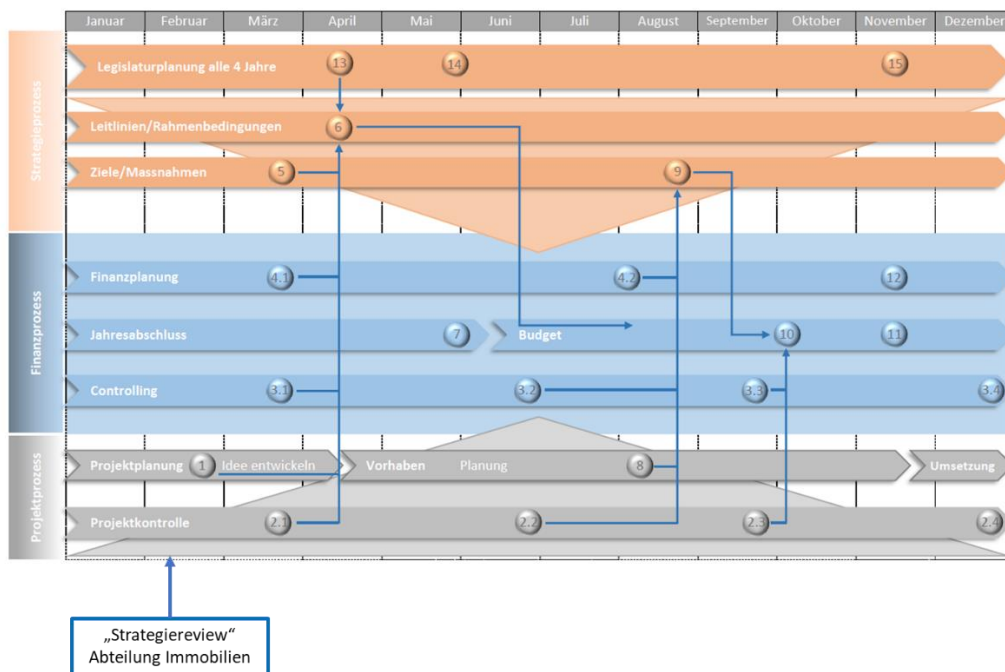 Januar Februar März April Mai Juni Juli August September Oktober November Dezember
Strategieprozess
Legislaturplanung alle 4 Jahre 13 14 15
Leitlinien/Rahmenbedingungen 6
Ziele/Massnahmen 5 9
Finanzprozess
Finanzplanung 4.1 4.2 12
Jahresabschluss 7 Budget 10 11
Controlling 3.1 3.2 3.3 3.4
Projektprozess
Projektplanung 1 Idee entwickeln Vorhaben Planung 8 Umsetzung
Projektkontrolle 2.1 2.2 2.3 2.4
„Strategiereview“
Abteilung Immobilien